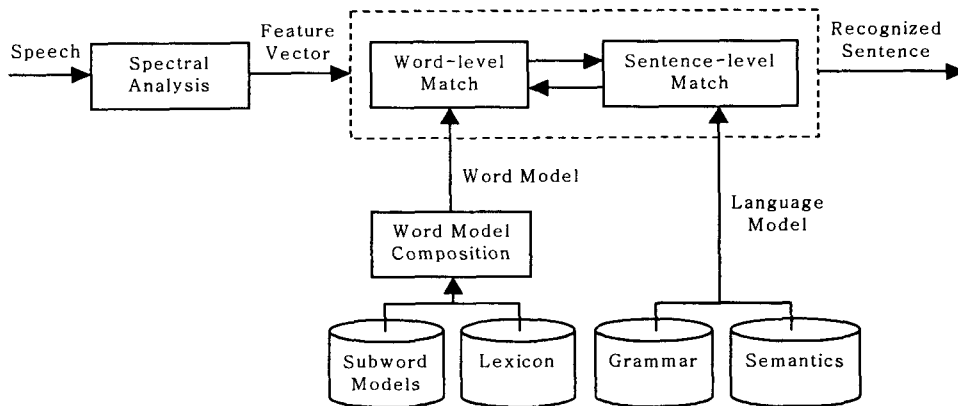 Speech
Spectral
Analysis
Feature
Vector
Word-level
Match
Sentence-level
Match
Recognized
Sentence
Word Model
Language
Model
Word Model
Composition
Subword
Models
Lexicon
Grammar
Semantics